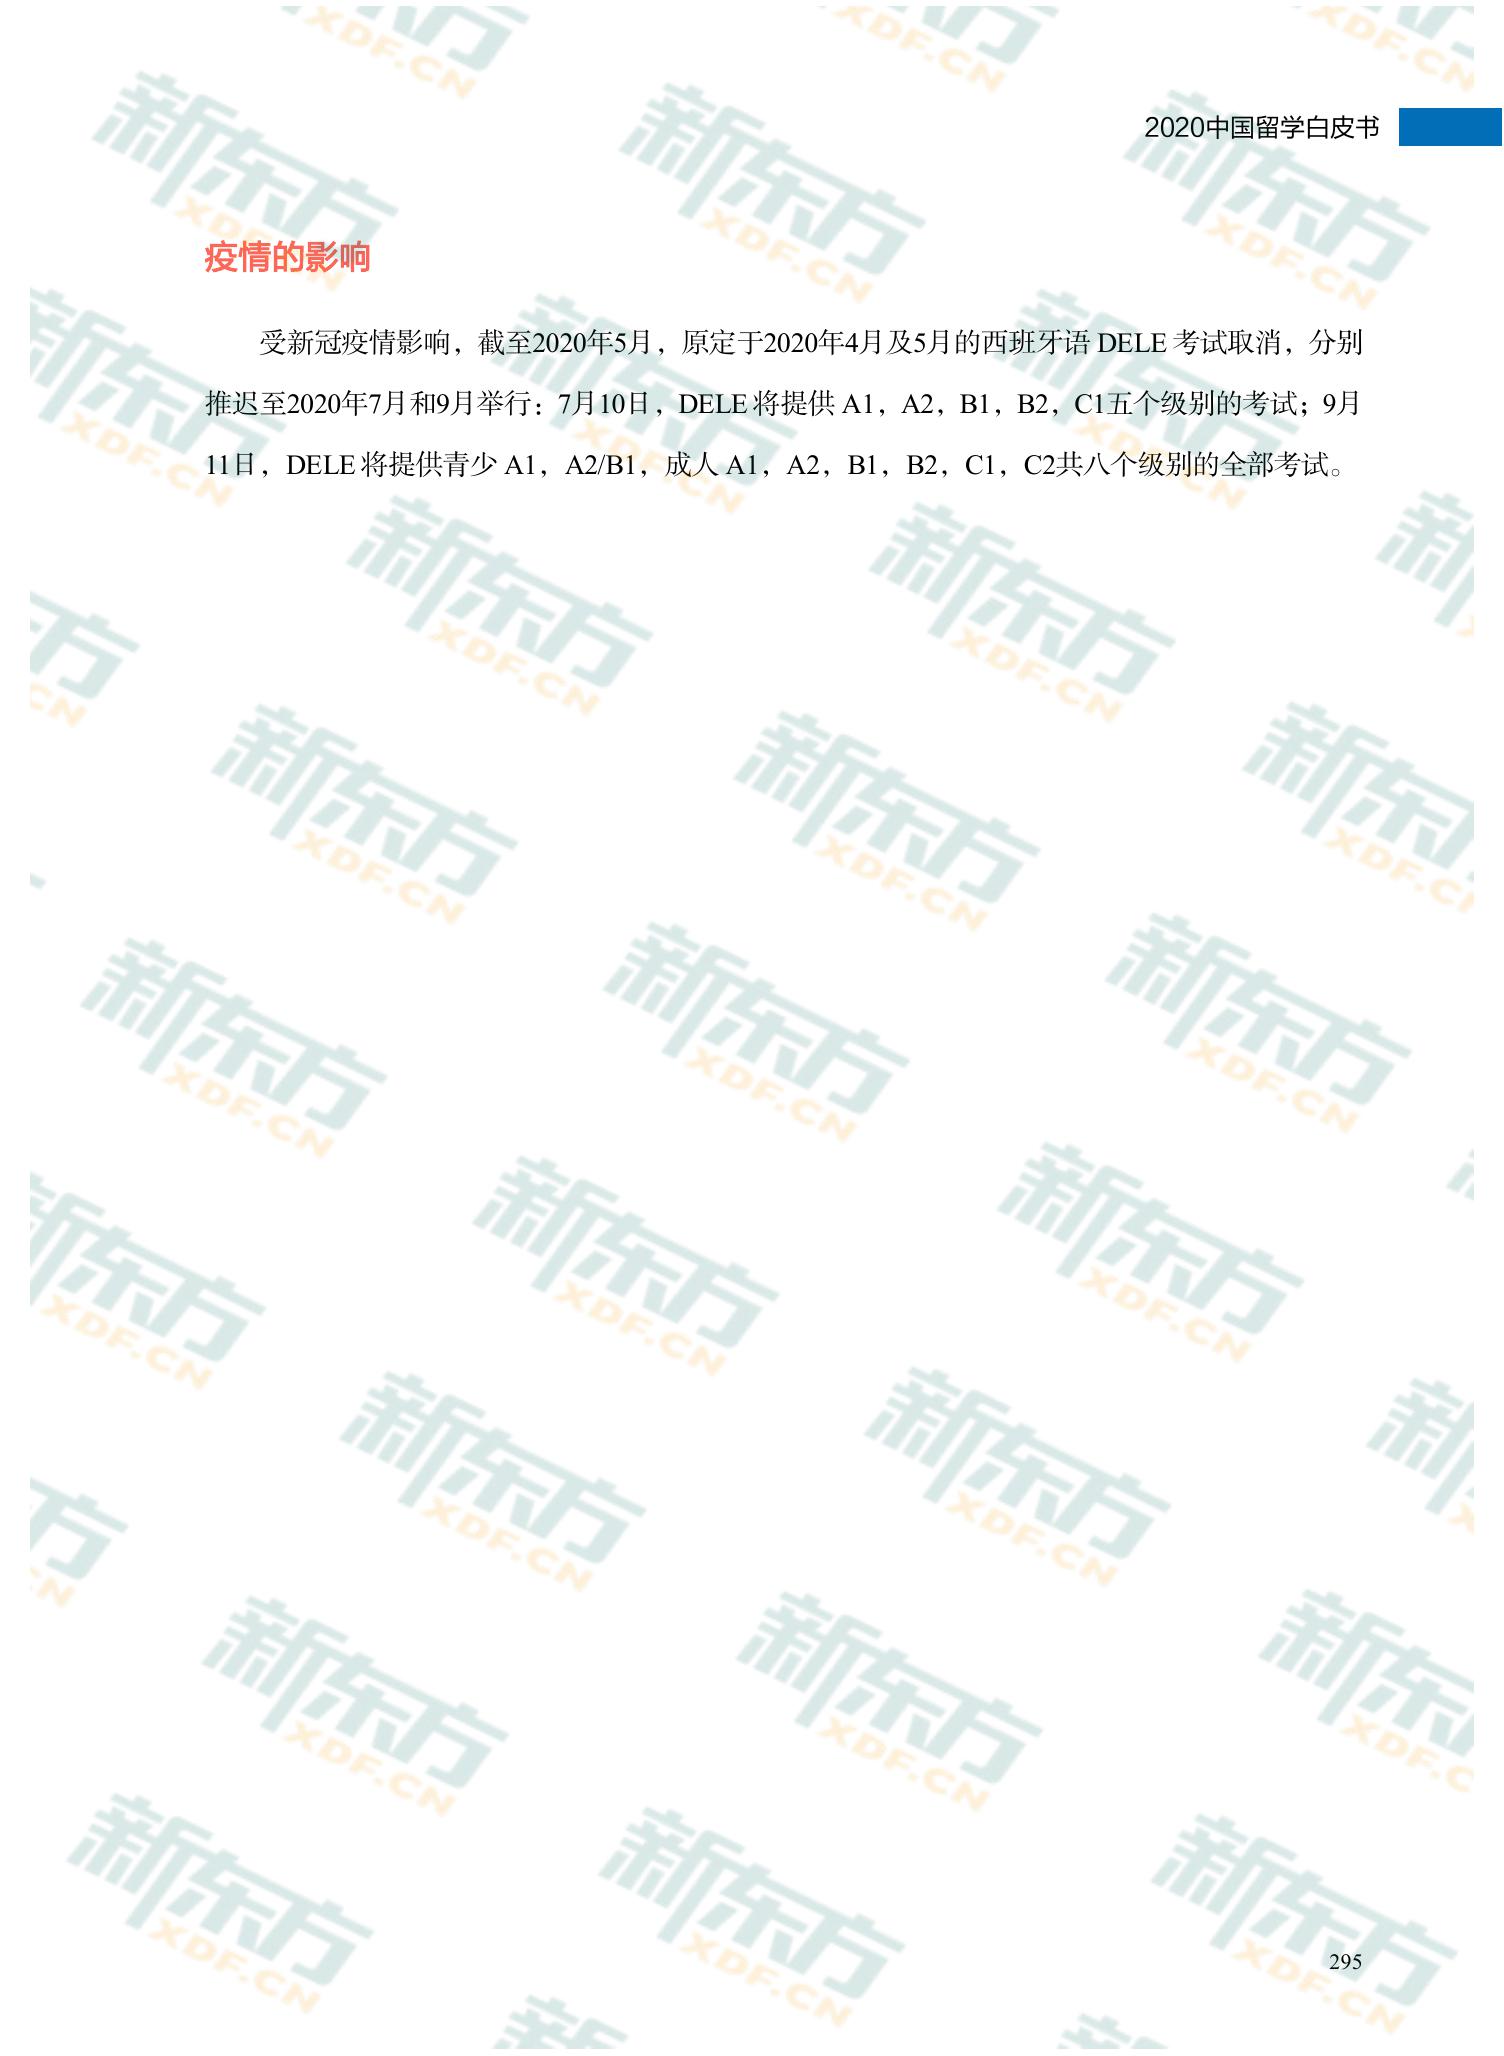 2020中国留学白皮书
疫情的影响
受新冠疫情影响，截至2020年5月，原定于2020年4月及5月的西班牙语 DELE 考试取消，分别
推迟至2020年7月和9月举行：7月10日，DELE 将提供 A1，A2，B1，B2，C1五个级别的考试；9月
11日，DELE 将提供青少 A1，A2/B1，成人 A1，A2，B1，B2，C1，C2共八个级别的全部考试。
295
新东方
XDF.CN